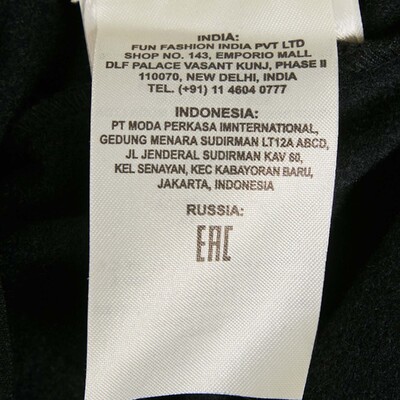 INDIA:
FUN FASHION INDIA PVT LTD
SHOP NO. 143, EMPORIO MALL
DLF PALACE VASANT KUNJ, PHASE II
110070, NEW DELHI, INDIA
TEL. (+91) 11 4604 0777
INDONESIA:
PT MODA PERKASA IMNTERNATIONAL,
GEDUNG MENARA SUDIRMAN LT12A ABCD,
JL JENDERAL SUDIRMAN KAV 60,
KEL SENAYAN, KEC KABAYORAN BARU,
JAKARTA, INDONESIA
RUSSIA:
EAC